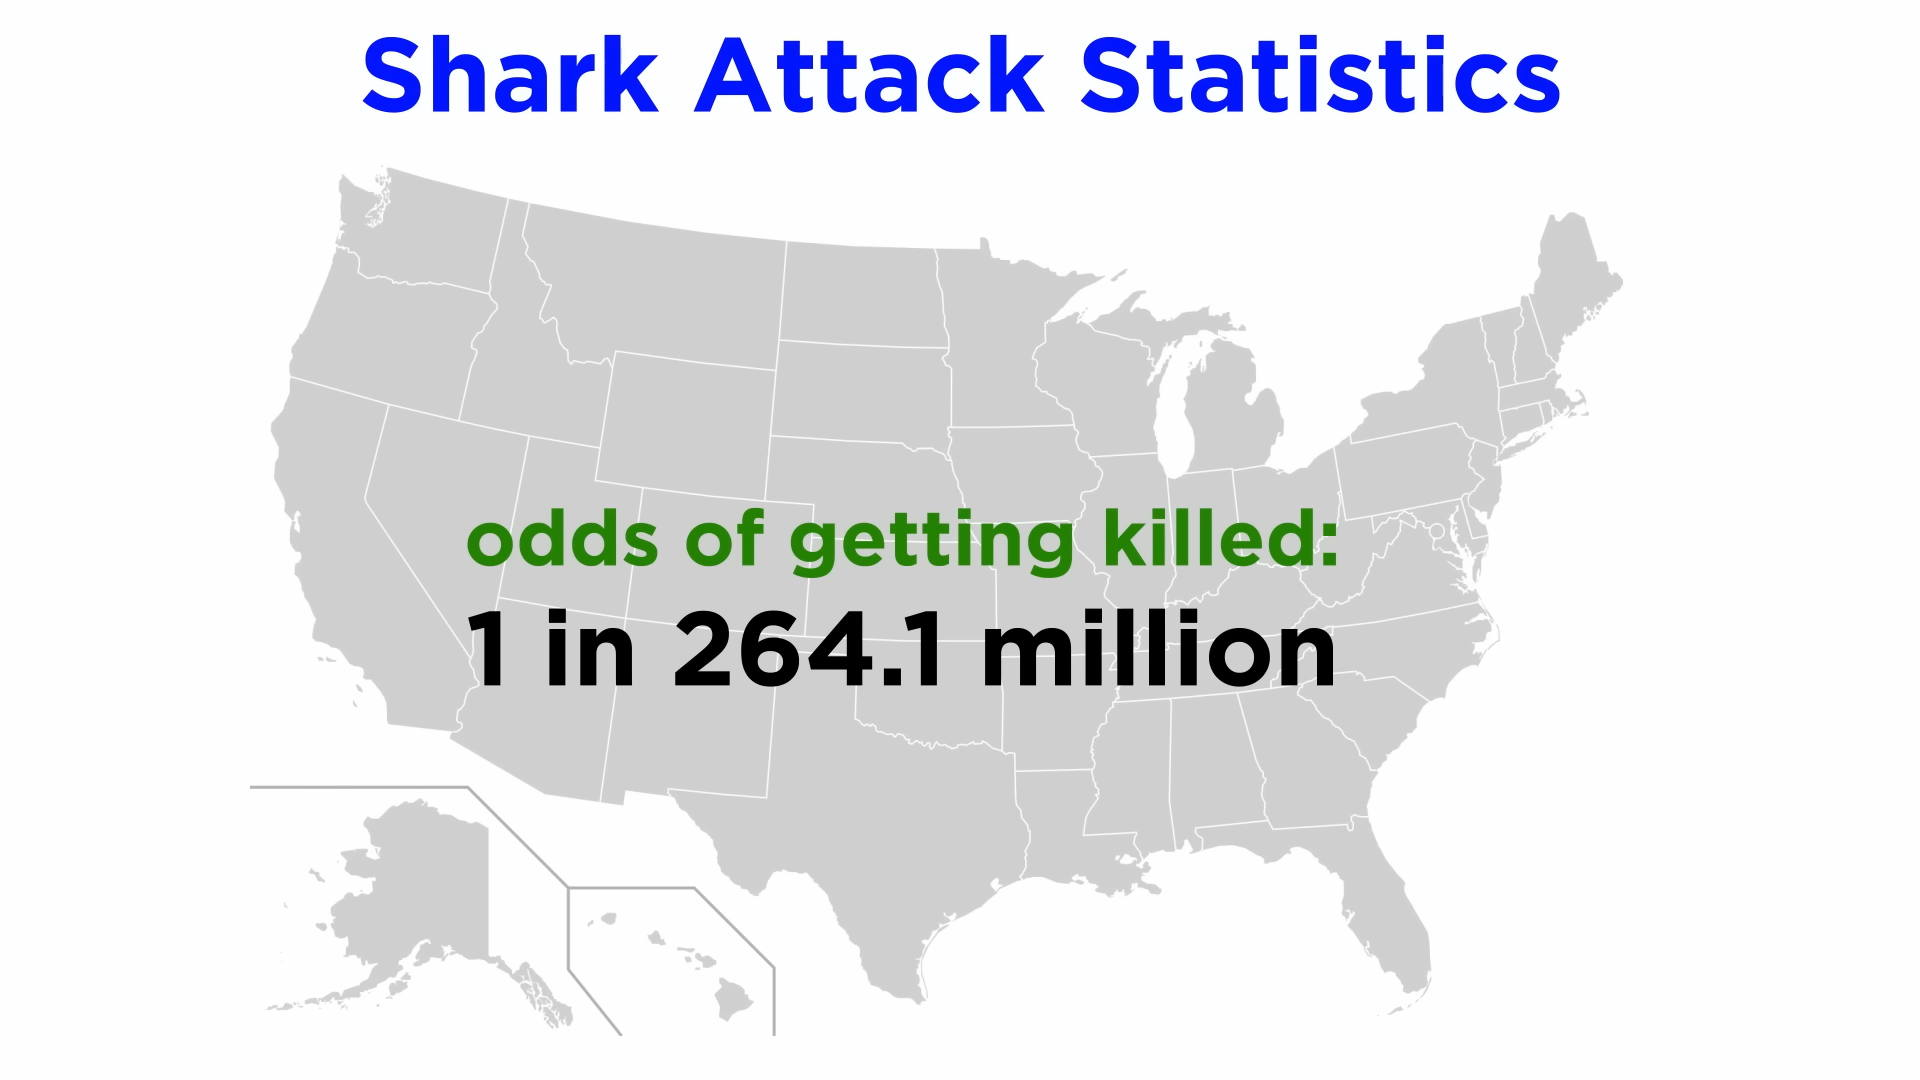 Shark Attack Statistics
odds of getting killed:
1 in 264.1 million